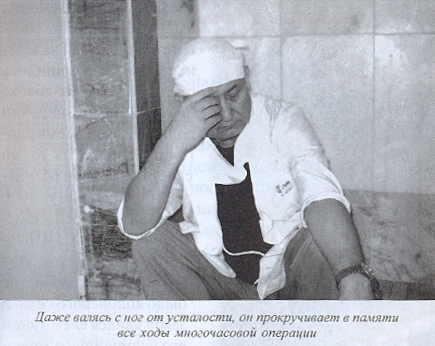 Даже валясь с ног от усталости, он прокручивает в памяти
все ходы многочасовой операции